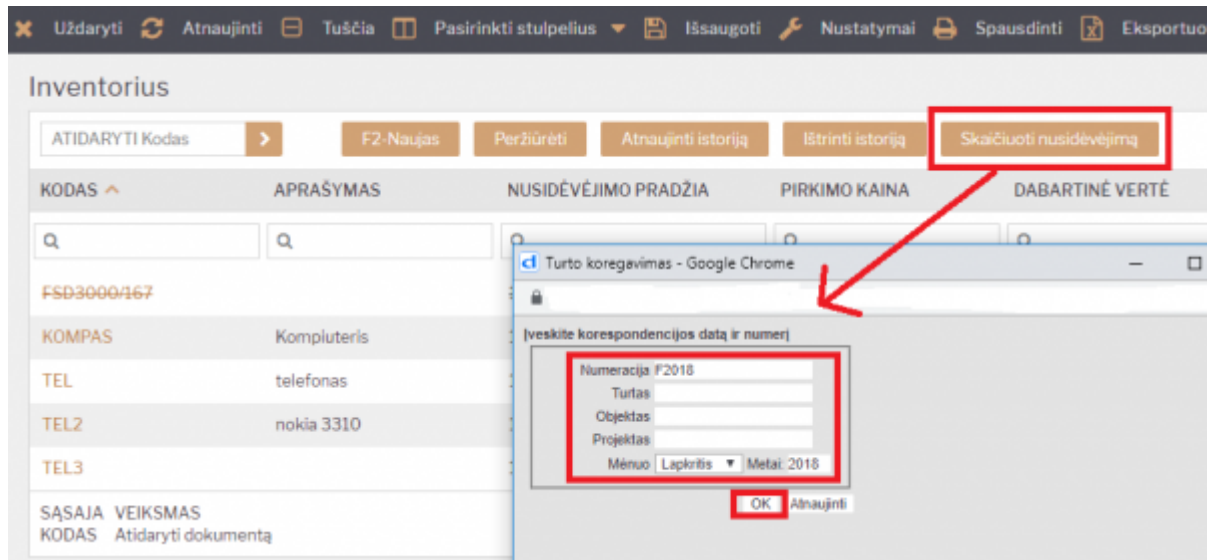 Uždaryti Atnaujinti Tuščia Pasirinkti stulpelius Išsaugoti Nustatymai Spausdinti Eksportuo
Inventorius
ATIDARYTI Kodas F2-Naujas Peržiūrėti Atnaujinti istoriją Ištrinti istoriją Skaičiuoti nusidėvėjimą
KODAS APRAŠYMAS NUSIDĖVĖJIMO PRADŽIA PIRKIMO KAINA DABARTINĖ VERTĖ
cl Turto koregavimas - Google Chrome
FSD3000/167
Įveskite korespondencijos datą ir numerį
KOMPAS Kompiuteris
Numeracija F2018
TEL telefonas
Turtas
Objektas
TEL2 nokia 3310
Projektas
Mėnuo Lapkritis Metai: 2018
TEL3
OK Atnaujinti
SĄSAJA VEIKSMAS
KODAS Atidaryti dokumentą